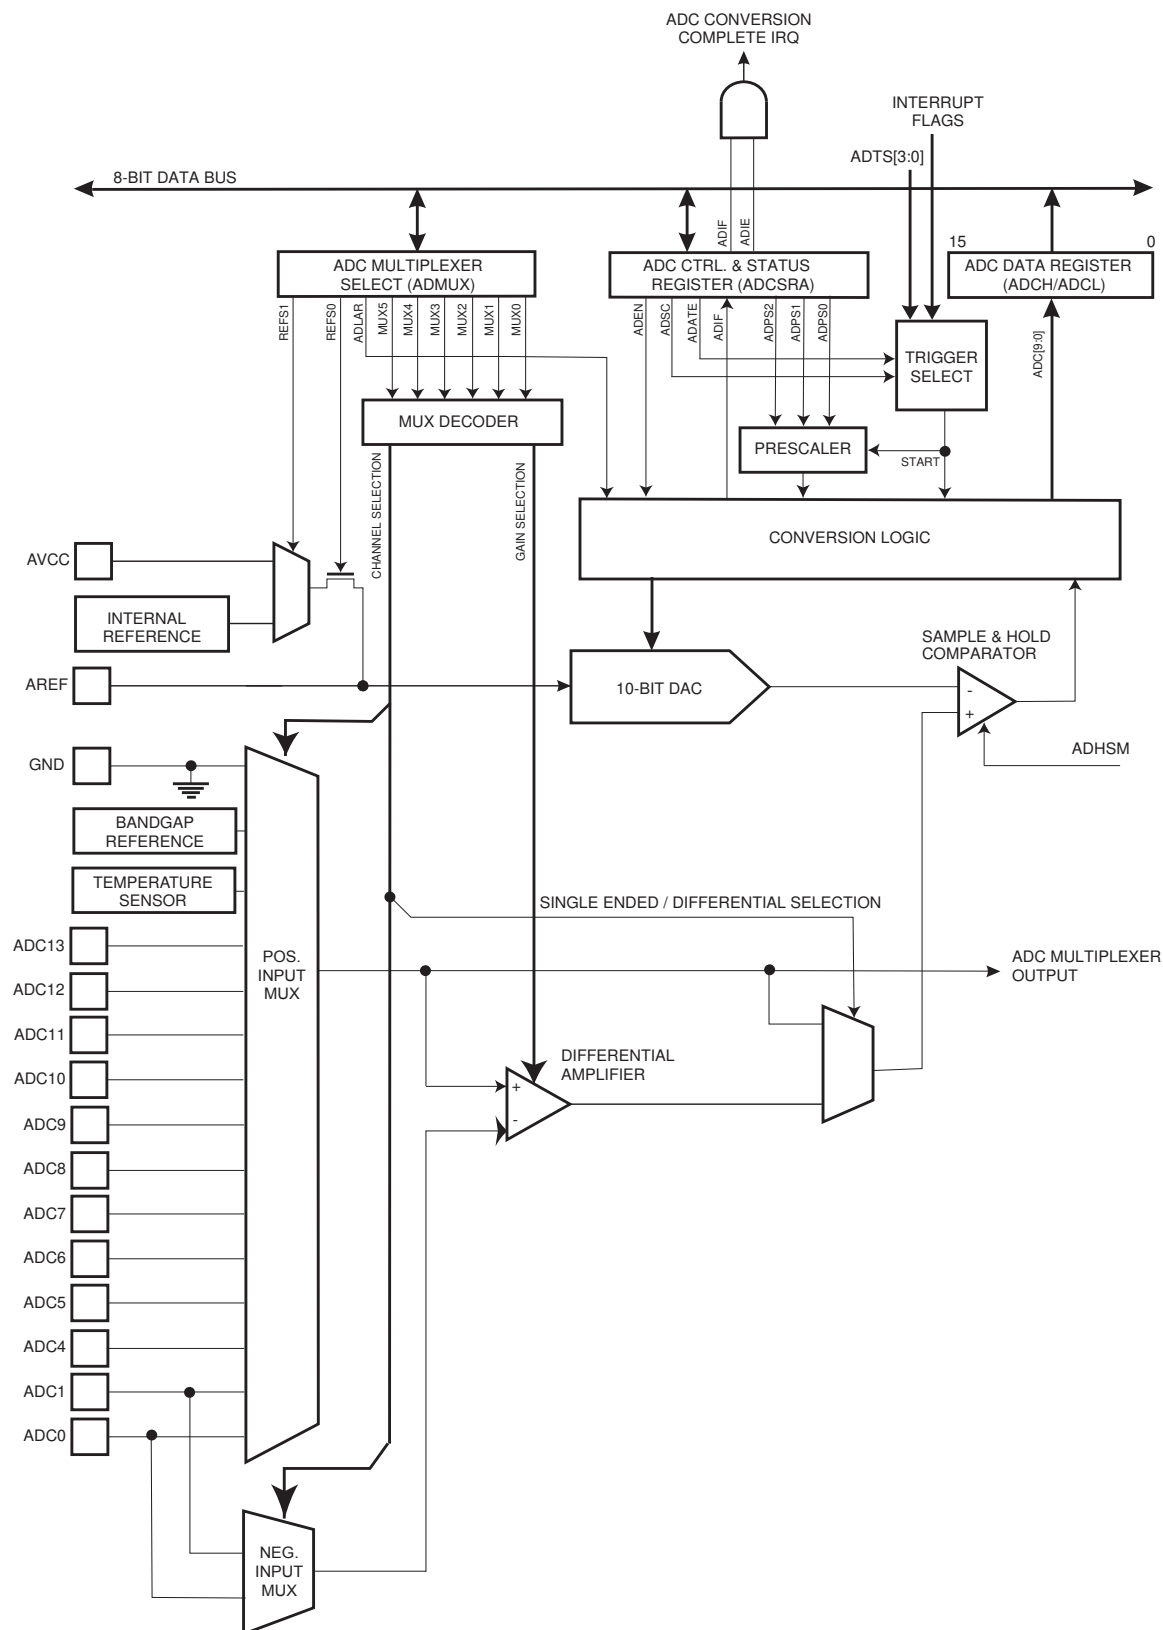 ADC CONVERSION
COMPLETE IRQ
INTERRUPT
FLAGS
ADTS[3:0]
8-BIT DATA BUS
ADIF
ADIE
15
0
ADC MULTIPLEXER
SELECT (ADMUX)
ADC CTRL. & STATUS
REGISTER (ADCSRA)
ADC DATA REGISTER
(ADCH/ADCL)
REFS1
REFS0
ADLAR
MUX5
MUX4
MUX3
MUX2
MUX1
MUX0
ADEN
ADSC
ADATE
ADIF
ADPS2
ADPS1
ADPS0
TRIGGER
SELECT
ADC[9:0]
MUX DECODER
PRESCALER
START
CHANNEL SELECTION
GAIN SELECTION
CONVERSION LOGIC
AVCC
INTERNAL
REFERENCE
SAMPLE & HOLD
COMPARATOR
AREF
10-BIT DAC
-
+
ADHSM
GND
BANDGAP
REFERENCE
TEMPERATURE
SENSOR
SINGLE ENDED / DIFFERENTIAL SELECTION
ADC13
POS.
INPUT
MUX
ADC MULTIPLEXER
OUTPUT
ADC12
ADC11
ADC10
DIFFERENTIAL
AMPLIFIER
+
-
ADC9
ADC8
ADC7
ADC6
ADC5
ADC4
ADC1
ADC0
NEG.
INPUT
MUX